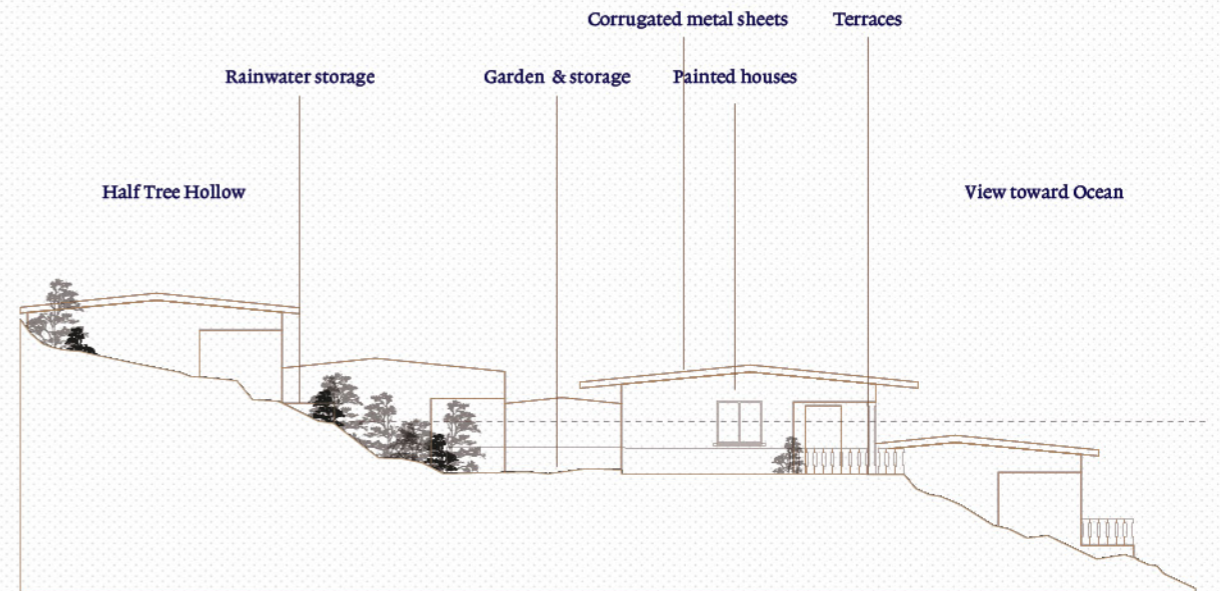 Corrugated metal sheets
Terraces
Rainwater storage
Garden & storage
Painted houses
Half Tree Hollow
View toward Ocean